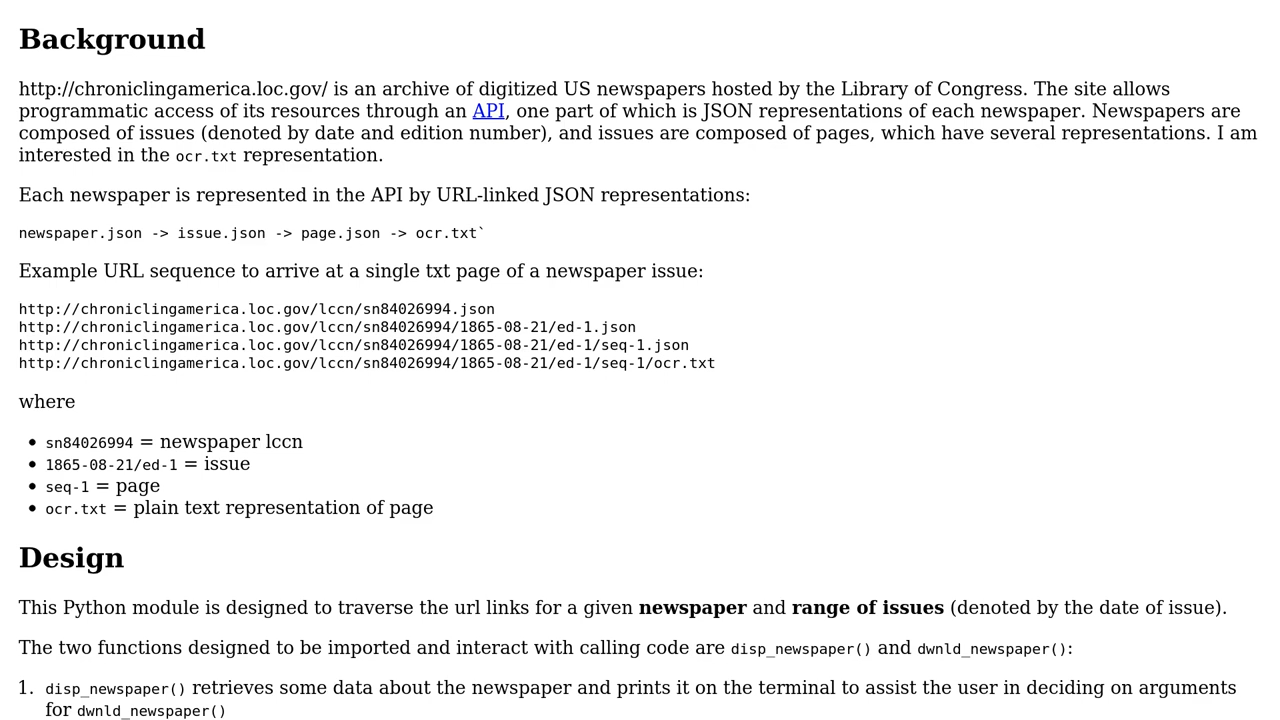 Background
http://chroniclingamerica.loc.gov/ is an archive of digitized US newspapers hosted by the Library of Congress. The site allows
programmatic access of its resources through an API, one part of which is JSON representations of each newspaper. Newspapers are
composed of issues (denoted by date and edition number), and issues are composed of pages, which have several representations. I am
interested in the ocr.txt representation.
Each newspaper is represented in the API by URL-linked JSON representations:
newspaper.json -> issue.json -> page.json -> ocr.txt`
Example URL sequence to arrive at a single txt page of a newspaper issue:
http://chroniclingamerica.loc.gov/lccn/sn84026994.json
http://chroniclingamerica.loc.gov/lccn/sn84026994/1865-08-21/ed-1.json
http://chroniclingamerica.loc.gov/lccn/sn84026994/1865-08-21/ed-1/seq-1.json
http://chroniclingamerica.loc.gov/lccn/sn84026994/1865-08-21/ed-1/seq-1/ocr.txt
where
• sn84026994 = newspaper lccn
• 1865-08-21/ed-1 = issue
• seq-1 = page
• ocr.txt = plain text representation of page
Design
This Python module is designed to traverse the url links for a given newspaper and range of issues (denoted by the date of issue).
The two functions designed to be imported and interact with calling code are disp_newspaper() and dwnld_newspaper():
1. disp_newspaper() retrieves some data about the newspaper and prints it on the terminal to assist the user in deciding on arguments
for dwnld_newspaper()